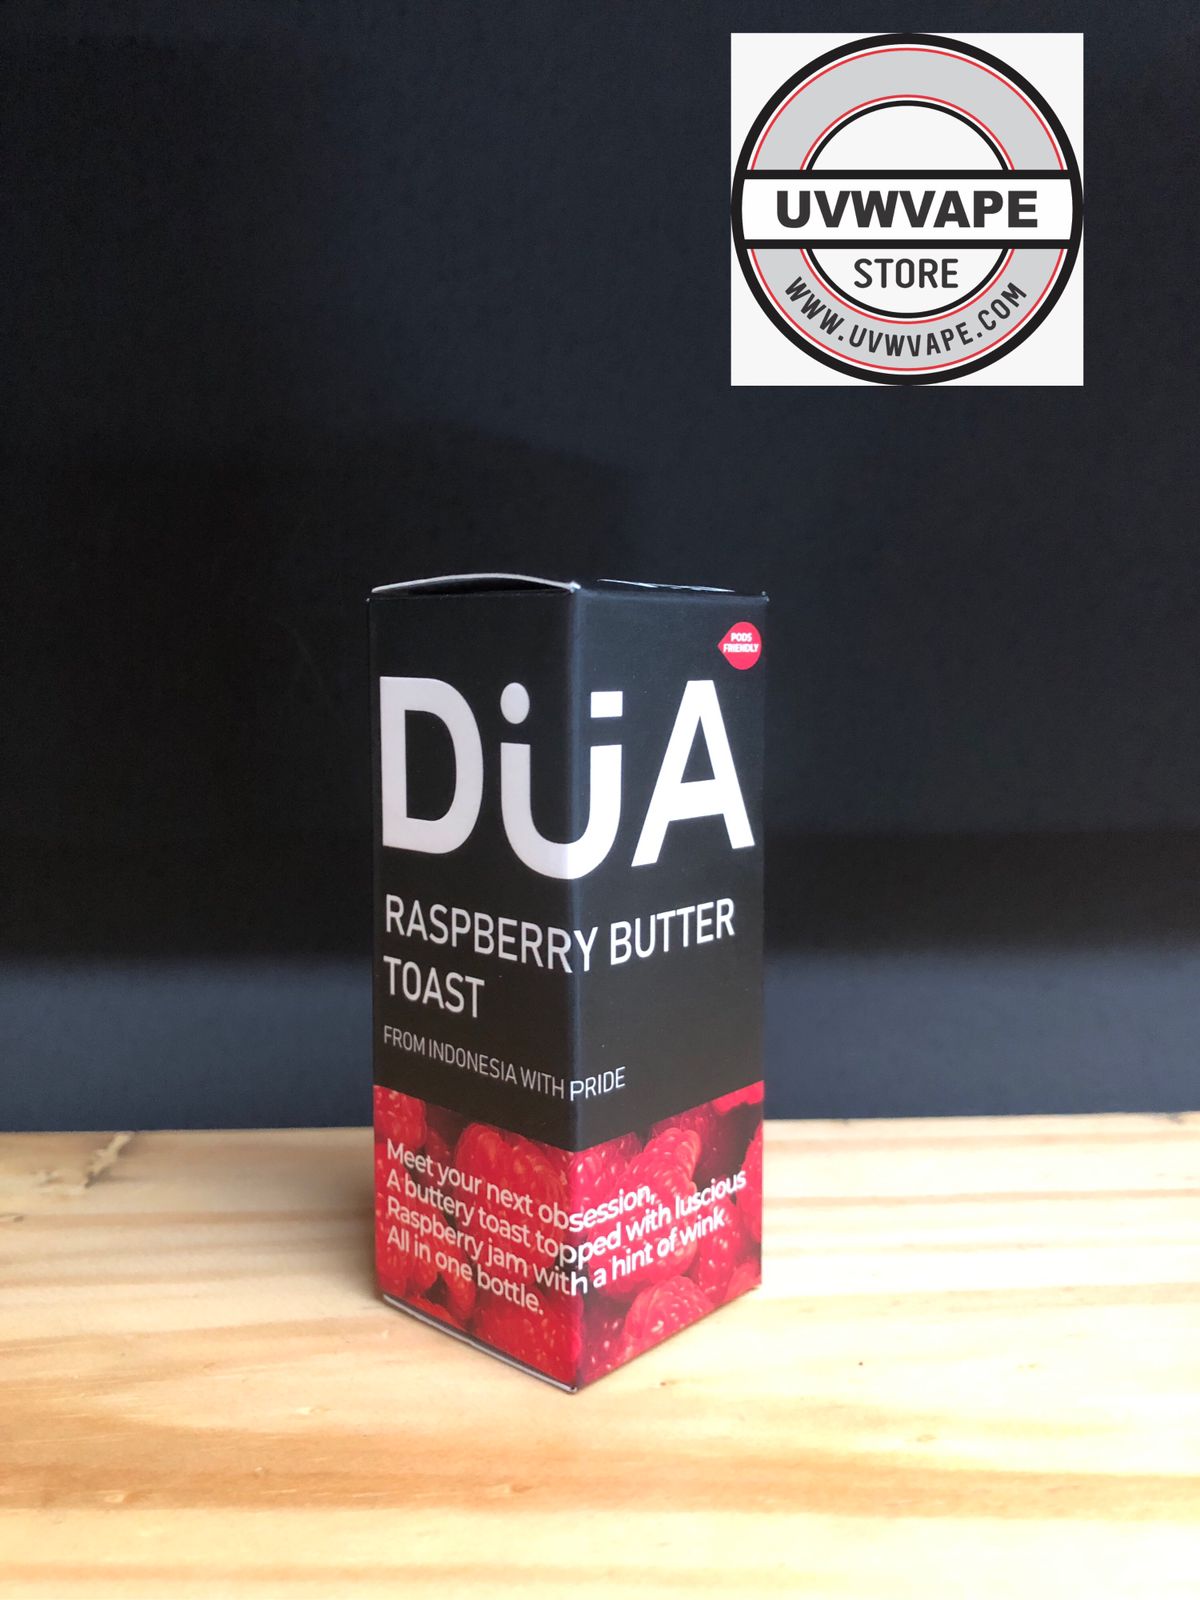 UVWVAPE
STORE
WWW.UVWVAPE.COM
PODS
FRIENDLY
DÜA
RASPBERRY BUTTER
TOAST
FROM INDONESIA WITH PRIDE
Meet your next obsession,
A buttery toast topped with luscious
Raspberry jam with a hint of wink
All in one bottle.